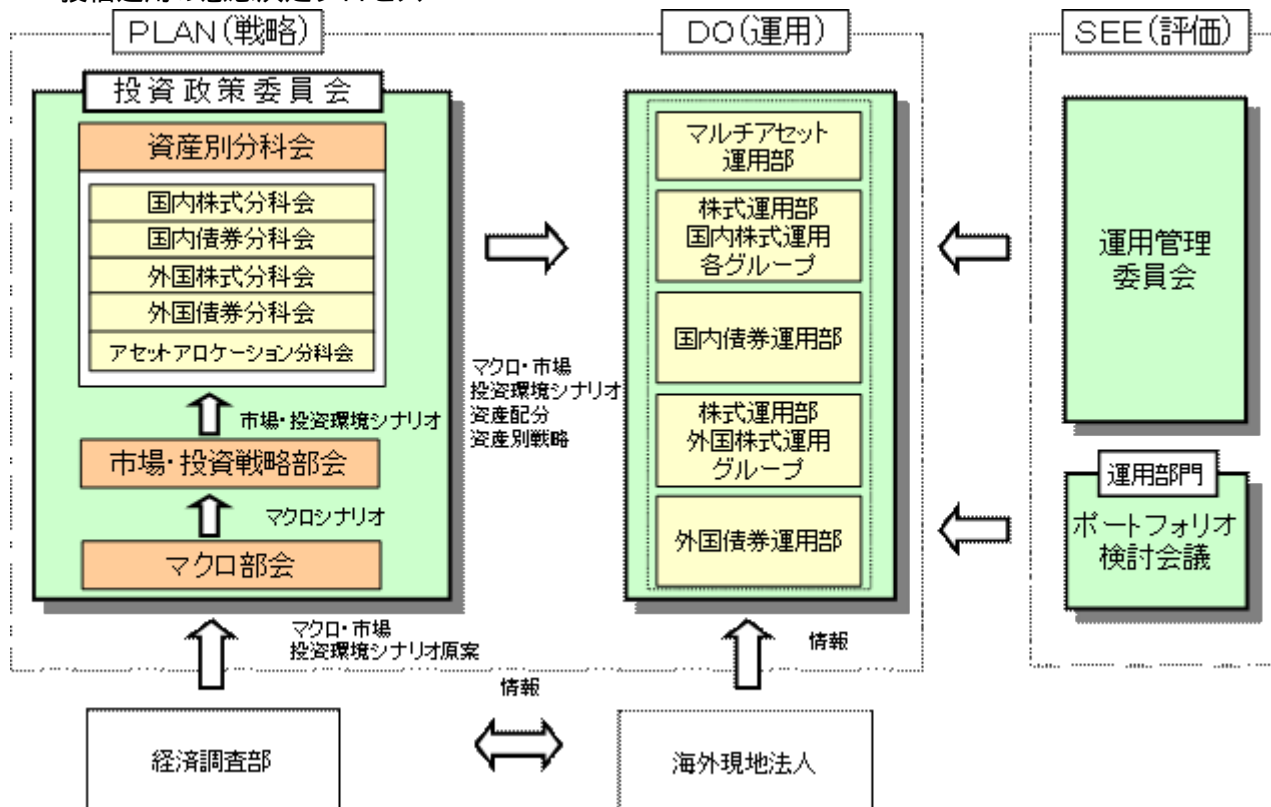 PLAN(戦略)
投資政策委員会
資産別分科会
国内株式分科会
国内債券分科会
外国株式分科会
外国債券分科会
アセットアロケーション分科会
市場・投資環境シナリオ
市場・投資戦略部会
マクロシナリオ
マクロ部会
マクロ・市場
投資環境シナリオ原案
経済調査部
マクロ・市場
投資環境シナリオ
資産配分
資産別戦略
情報
DO(運用)
マルチアセット
運用部
株式運用部
国内株式運用
各グループ
国内債券運用部
株式運用部
外国株式運用
グループ
外国債券運用部
情報
海外現地法人
SEE(評価)
運用管理
委員会
運用部門
ポートフォリオ
検討会議